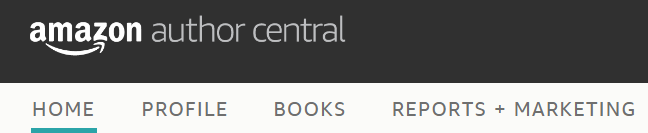 amazon author central
HOME PROFILE BOOKS REPORTS + MARKETING